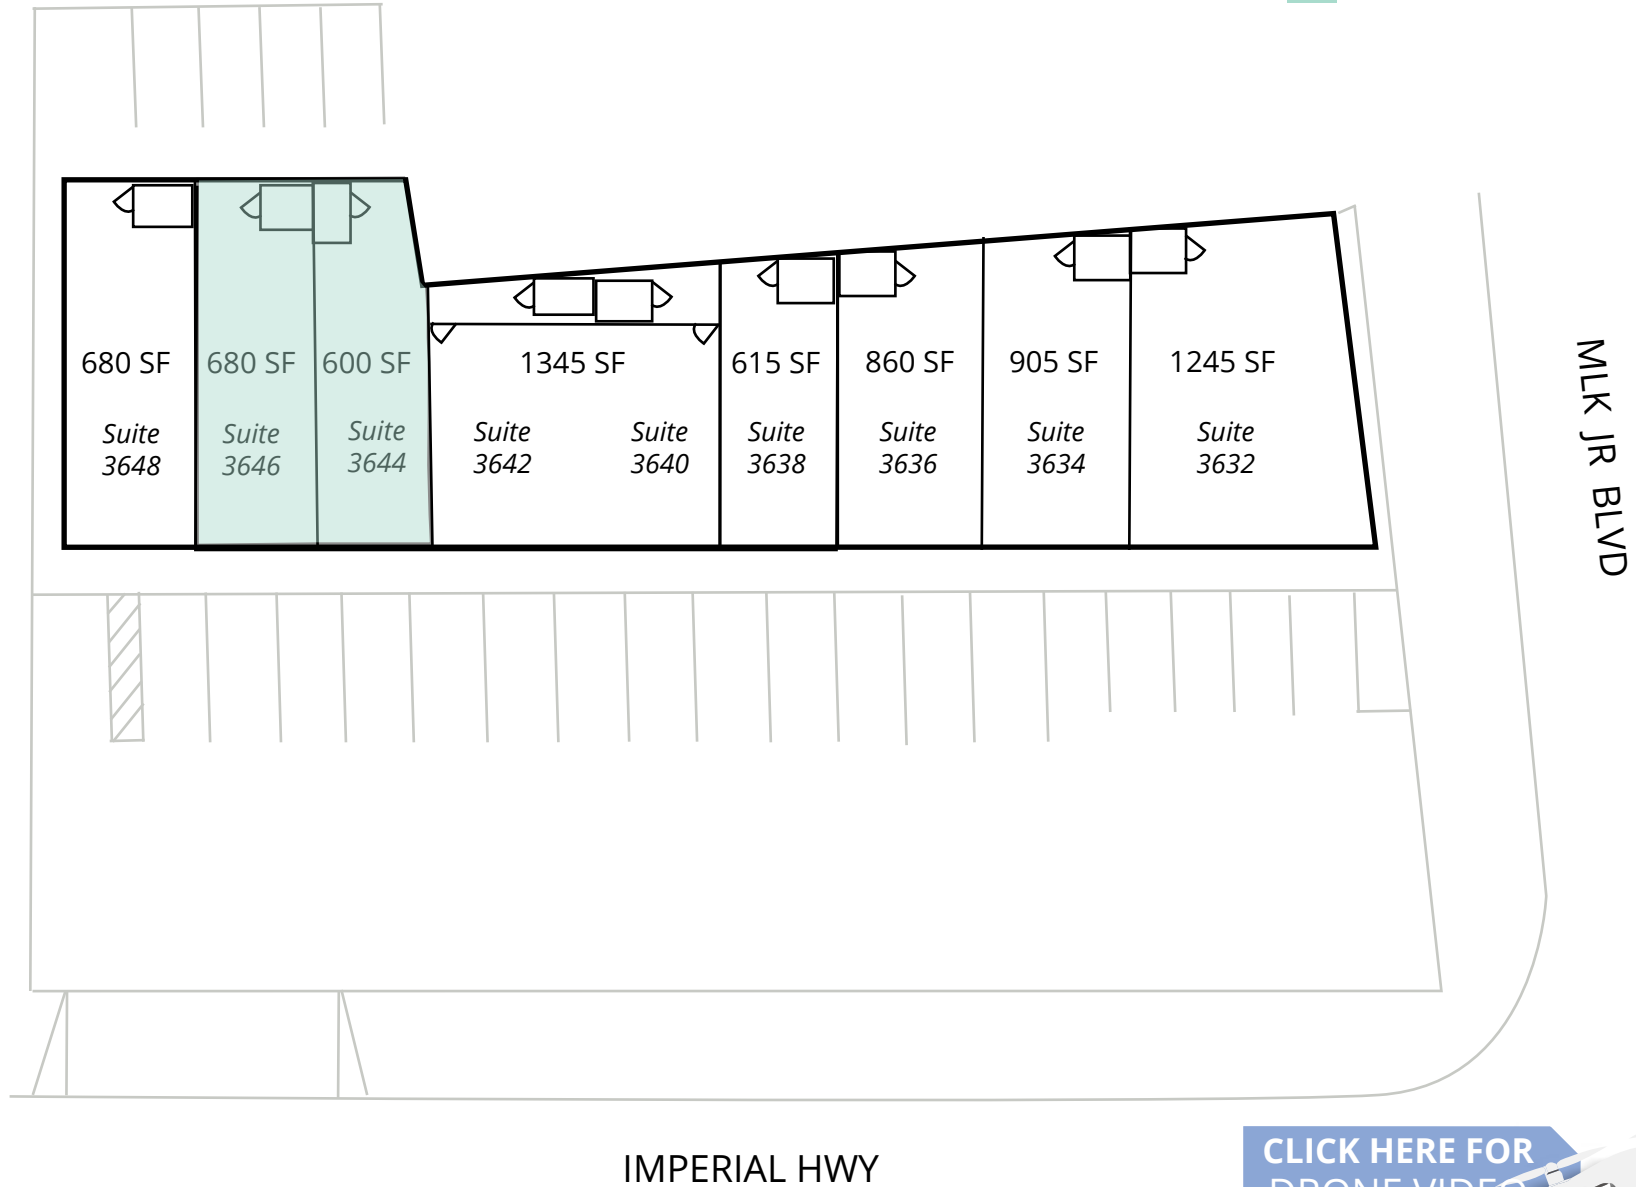 680 SF
680 SF
600 SF
1345 SF
615 SF
860 SF
905 SF
1245 SF
Suite
3648
Suite
3646
Suite
3644
Suite
3642
Suite
3640
Suite
3638
Suite
3636
Suite
3634
Suite
3632
MLK JR BLVD
IMPERIAL HWY
CLICK HERE FOR
DRONE VIDEO